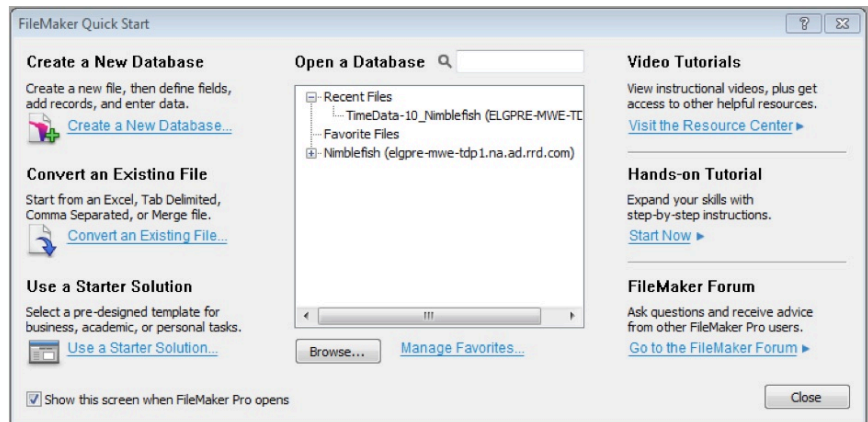 FileMaker Quick Start
Create a New Database
Create a new file, then define fields,
add records, and enter data.
Create a New Database...
Convert an Existing File
Start from an Excel, Tab Delimited,
Comma Separated, or Merge file.
Convert an Existing File...
Use a Starter Solution
Select a pre-designed template for
business, academic, or personal tasks.
Use a Starter Solution...
Show this screen when FileMaker Pro opens
Open a Database
Recent Files
TimeData-10_Nimblefish (ELGPRE-MWE-TD
Favorite Files
Nimblefish (elgpre-mwe-tdp1.na.ad.rrd.com)
Browse...
Manage Favorites...
Video Tutorials
View instructional videos, plus get
access to other helpful resources.
Visit the Resource Center
Hands-on Tutorial
Expand your skills with
step-by-step instructions.
Start Now
FileMaker Forum
Ask questions and receive advice
from other FileMaker Pro users.
Go to the FileMaker Forum
Close